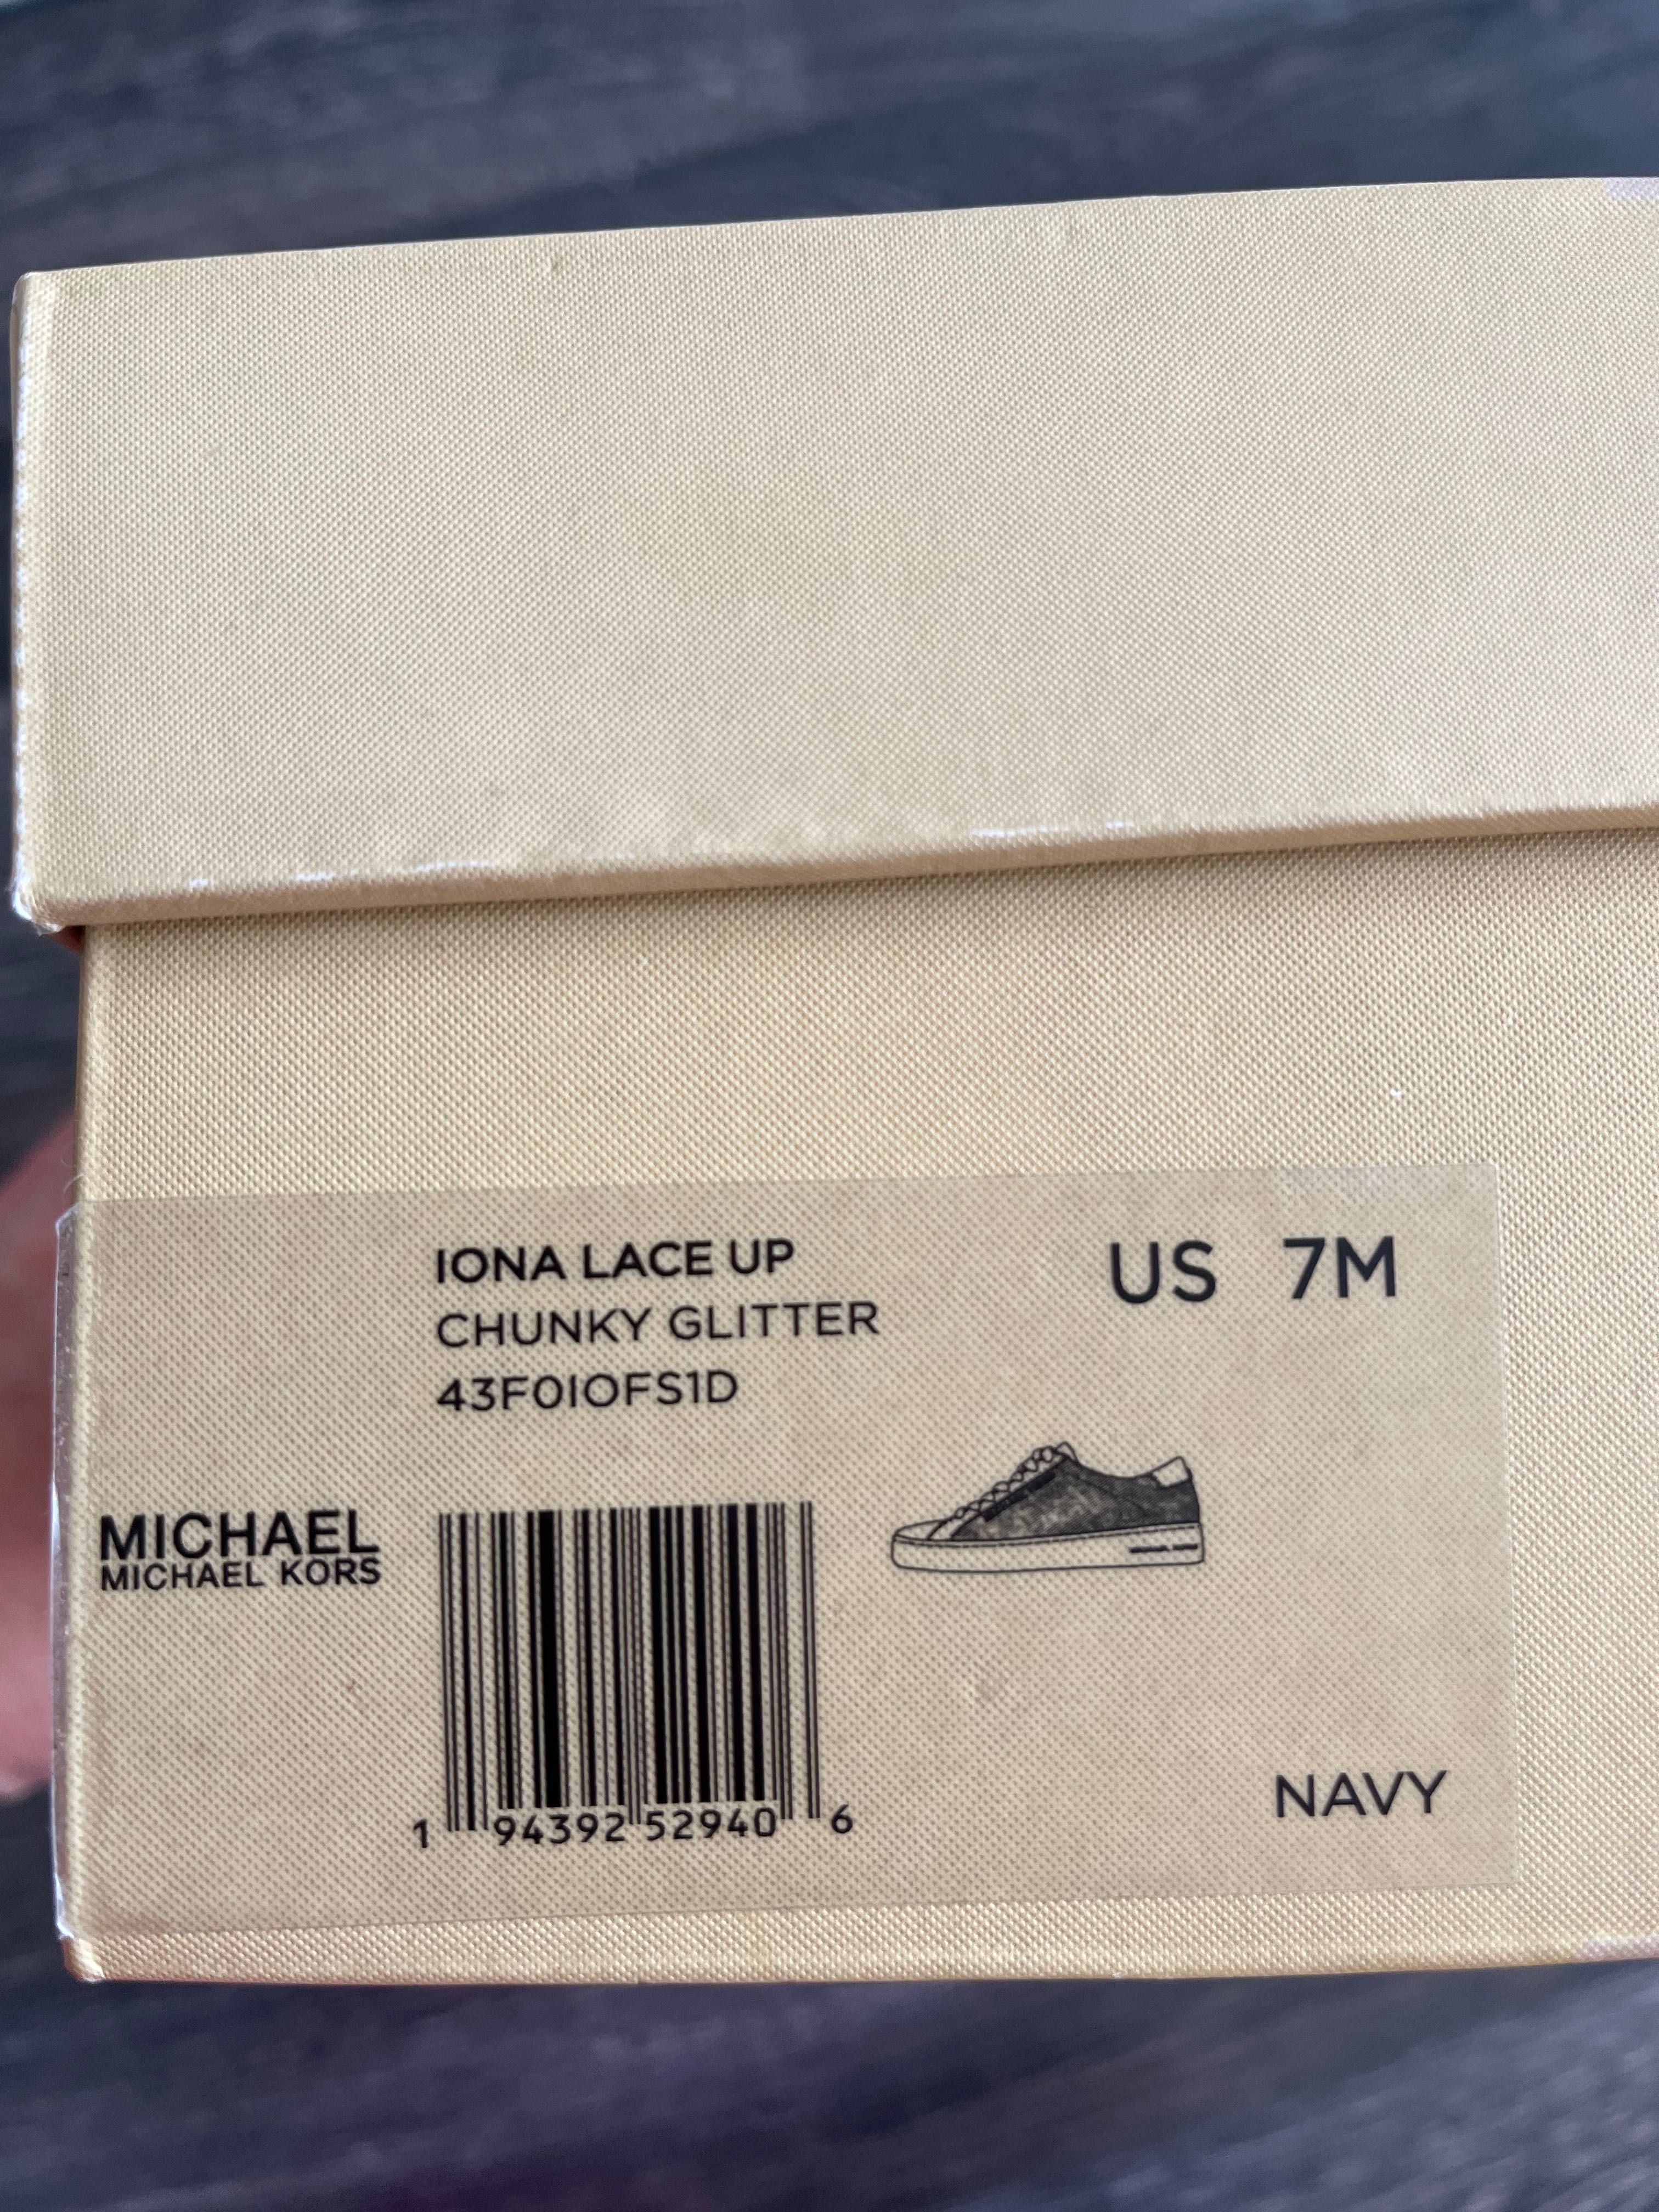 IONA LACE UP
CHUNKY GLITTER
43F0IOFS1D
US 7M
MICHAEL
MICHAEL KORS
1 94392 52940 6
NAVY